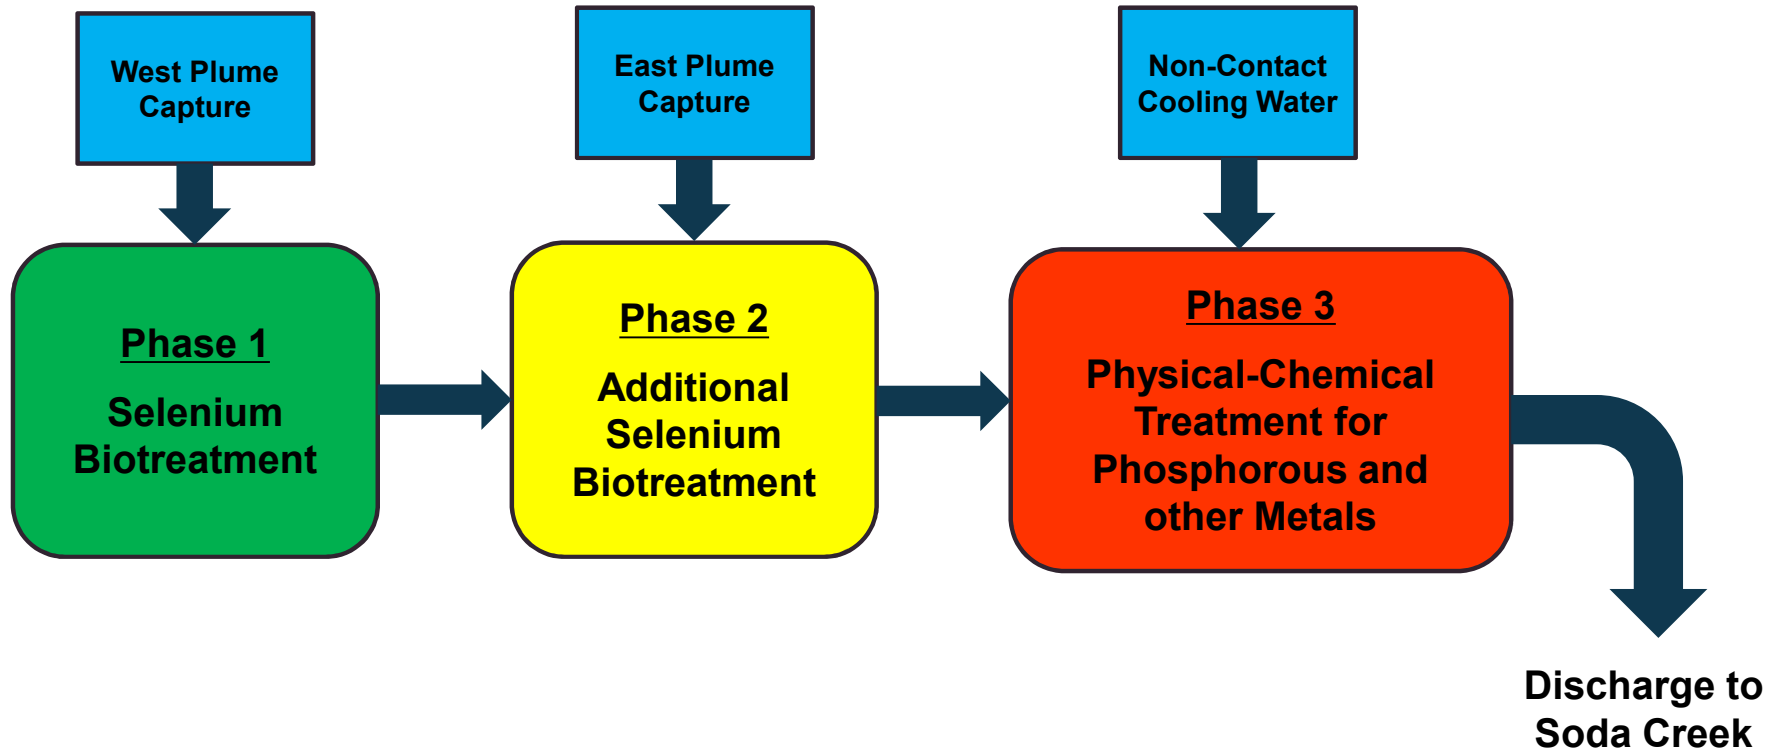 West Plume
Capture
East Plume
Capture
Non-Contact
Cooling Water
Phase 1
Selenium
Biotreatment
Phase 2
Additional
Selenium
Biotreatment
Phase 3
Physical-Chemical
Treatment for
Phosphorous and
other Metals
Discharge to
Soda Creek